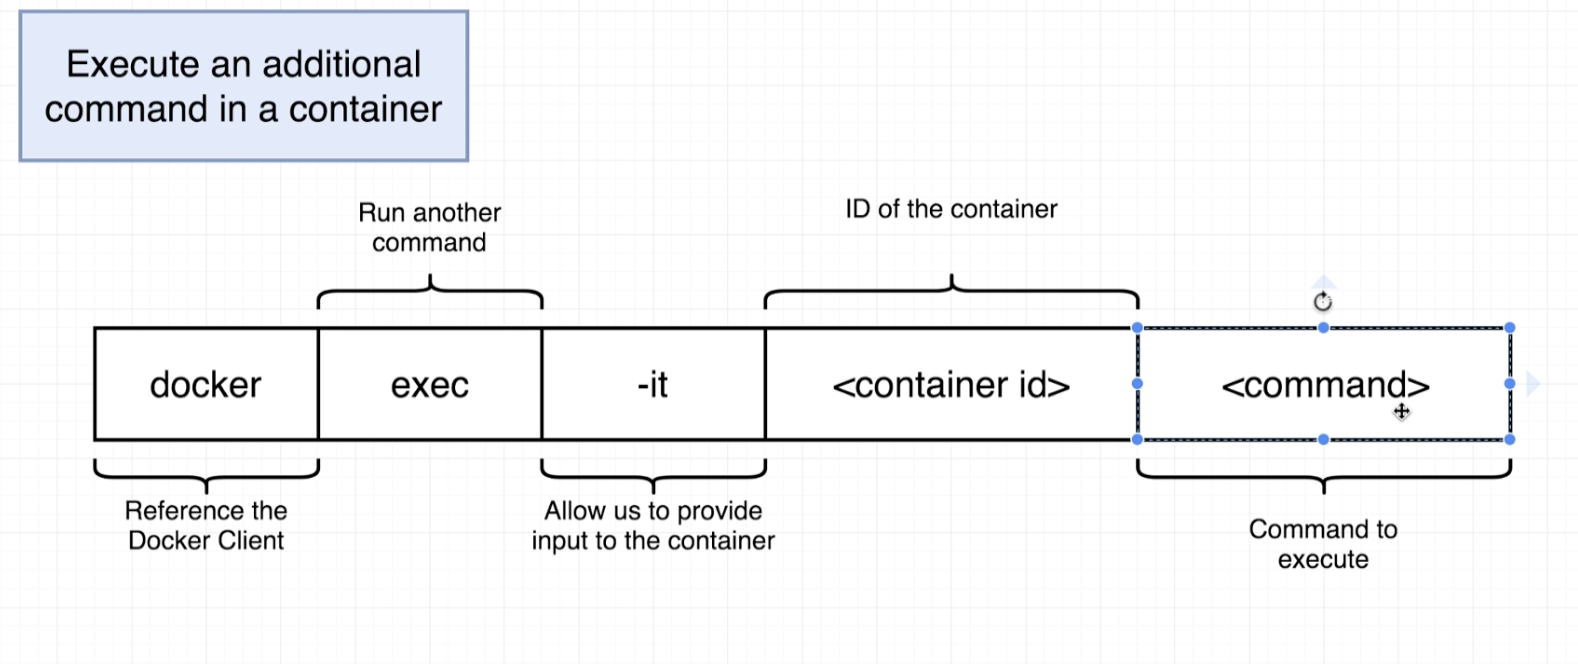 Execute an additional
command in a container
Run another
command
ID of the container
docker
exec
-it
<container id>
<command>
Reference the
Docker Client
Allow us to provide
input to the container
Command to
execute